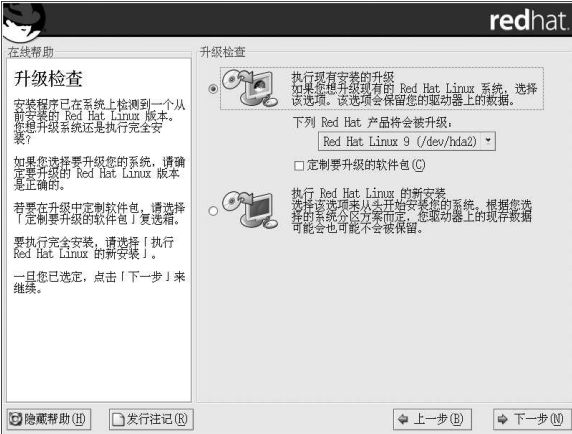 redhat.
在线帮助
升级检查
安装程序已在系统上检测到一个从
前安装的 Red Hat Linux 版本。
您想升级系统还是执行完全安
装?
如果您选择要升级您的系统，请确
定要升级的 Red Hat Linux 版本
是正确的。
若要在升级中定制软件包，请选择
「定制要升级的软件包」复选箱。
要执行完全安装，请选择「执行
Red Hat Linux 的新安装」。
一旦您已选定，点击「下一步」来
继续。
升级检查
执行现有安装的升级
如果您想升级现有的 Red Hat Linux 系统，选择
该选项。该选项会保留您的驱动器上的数据。
下列 Red Hat 产品将会被升级：
Red Hat Linux 9 (/dev/hda2)
定制要升级的软件包(C)
执行 Red Hat Linux 的新安装
选择该选项来从头开始安装您的系统。根据您选
择的系统分区方案而定，您驱动器上的现存数据
可能会也可能不会被保留。
隐藏帮助(H)
发行注记(R)
上一步(B)
下一步(N)